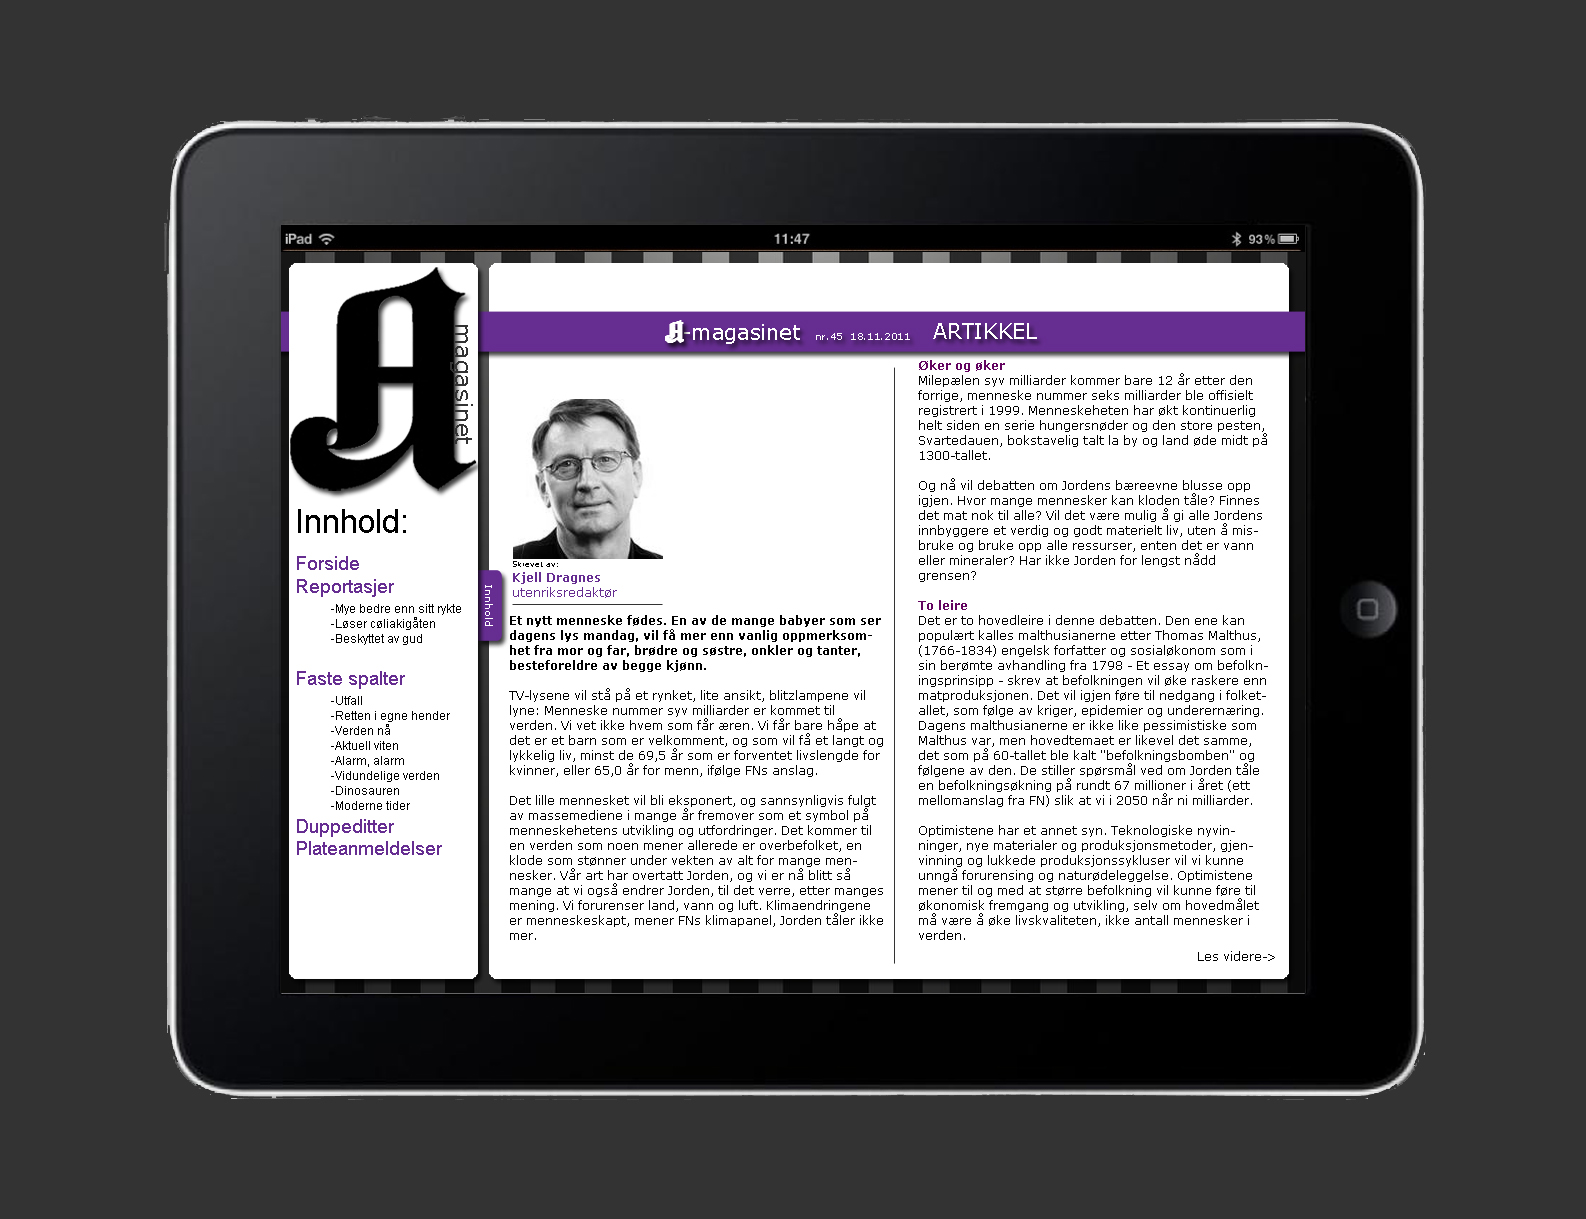 iPad
11:47
93%
A
magasinet
Innhold:
Forside
Reportasjer
-Mye bedre enn sitt rykte
-Løser cøliakigåten
-Beskyttet av gud
Faste spalter
-Utfall
-Retten i egne hender
-Verden nå
-Aktuell viten
-Alarm, alarm
-Vidundelige verden
-Dinosauren
-Moderne tider
Duppeditter
Plateanmeldelser
Innhold
A-magasinet nr.45 18.11.2011 ARTIKKEL
Skrevet av:
Kjell Dragnes
utenriksredaktør
Et nytt menneske fødes. En av de mange babyer som ser
dagens lys mandag, vil få mer enn vanlig oppmerksom-
het fra mor og far, brødre og søstre, onkler og tanter,
besteforeldre av begge kjønn.
TV-lysene vil stå på et rynket, lite ansikt, blitzlampene vil
lyne: Menneske nummer syv milliarder er kommet til
verden. Vi vet ikke hvem som får æren. Vi får bare håpe at
det er et barn som er velkomment, og som vil få et langt og
lykkelig liv, minst de 69,5 år som er forventet livslengde for
kvinner, eller 65,0 år for menn, ifølge FNs anslag.
Det lille mennesket vil bli eksponert, og sannsynligvis fulgt
av massemediene i mange år fremover som et symbol på
menneskehetens utvikling og utfordringer. Det kommer til
en verden som noen mener allerede er overbefolket, en
klode som stønner under vekten av alt for mange men-
nesker. Vår art har overtatt Jorden, og vi er nå blitt så
mange at vi også endrer Jorden, til det verre, etter manges
mening. Vi forurenser land, vann og luft. Klimaendringene
er menneskeskapt, mener FNs klimapanel, Jorden tåler ikke
mer.
Øker og øker
Milepælen syv milliarder kommer bare 12 år etter den
forrige, menneske nummer seks milliarder ble offisielt
registrert i 1999. Menneskeheten har økt kontinuerlig
helt siden en serie hungersnøder og den store pesten,
Svartedauen, bokstavelig talt la by og land øde midt på
1300-tallet.
Og nå vil debatten om Jordens bæreevne blusse opp
igjen. Hvor mange mennesker kan kloden tåle? Finnes
det mat nok til alle? Vil det være mulig å gi alle Jordens
innbyggere et verdig og godt materielt liv, uten å mis-
bruke og bruke opp alle ressurser, enten det er vann
eller mineraler? Har ikke Jorden for lengst nådd
grensen?
To leire
Det er to hovedleire i denne debatten. Den ene kan
populært kalles malthusianerne etter Thomas Malthus,
(1766-1834) engelsk forfatter og sosialøkonom som i
sin berømte avhandling fra 1798 - Et essay om befolkn-
ingsprinsipp - skrev at befolkningen vil øke raskere enn
matproduksjonen. Det vil igjen føre til nedgang i folket-
allet, som følge av kriger, epidemier og underernæring.
Dagens malthusianerne er ikke like pessimistiske som
Malthus var, men hovedtemaet er likevel det samme,
det som på 60-tallet ble kalt "befolkningsbomben" og
følgene av den. De stiller spørsmål ved om Jorden tåle
en befolkningsøkning på rundt 67 millioner i året (ett
mellomanslag fra FN) slik at vi i 2050 når ni milliarder.
Optimistene har et annet syn. Teknologiske nyvin-
ninger, nye materialer og produksjonsmetoder, gjen-
vinning og lukkede produksjonssykluser vil vi kunne
unngå forurensing og naturødeleggelse. Optimistene
mener til og med at større befolkning vil kunne føre til
økonomisk fremgang og utvikling, selv om hovedmålet
må være å øke livskvaliteten, ikke antall mennesker i
verden.
Les videre->